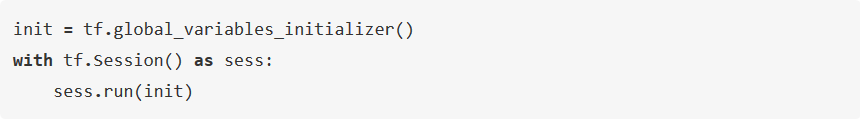 init = tf.global_variables_initializer()
with tf.Session() as sess:
    sess.run(init)